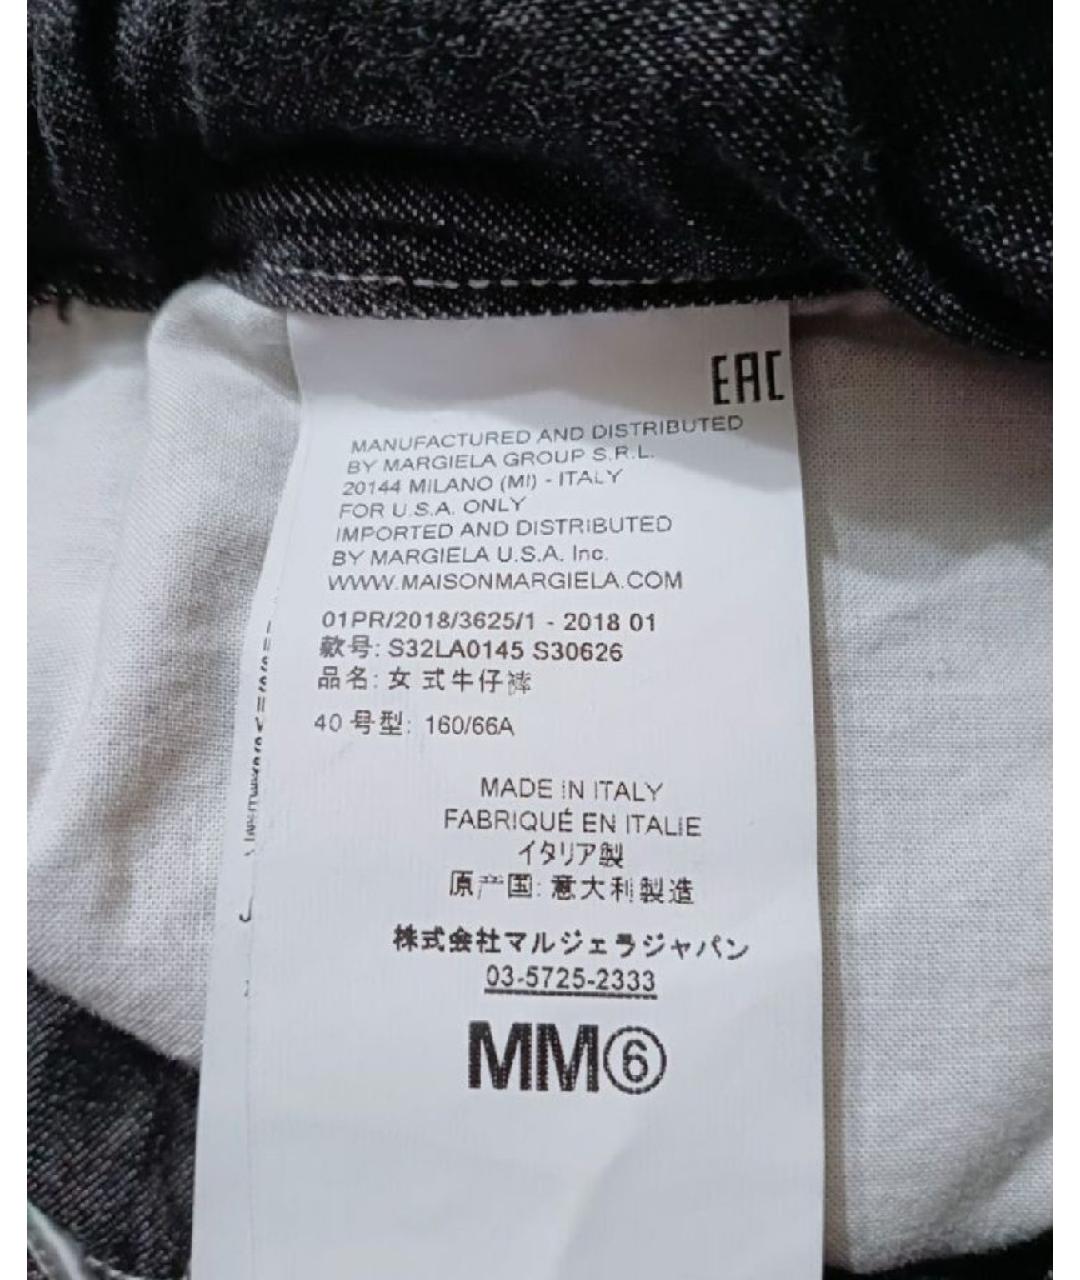 EAC
MANUFACTURED AND DISTRIBUTED
BY MARGIELA GROUP S.R.L.
20144 MILANO (MI) - ITALY
FOR U.S.A. ONLY
IMPORTED AND DISTRIBUTED
BY MARGIELA U.S.A. Inc.
WWW.MAISONMARGIELA.COM
01PR/2018/3625/1 - 2018 01
款号: S32LA0145 S30626
品名: 女 式牛仔裤
40 号型: 160/66A
MADE IN ITALY
FABRIQUÉ EN ITALIE
イタリア製
原产国: 意大利製造
株式会社マルジェラジャパン
03-5725-2333
MM⑥